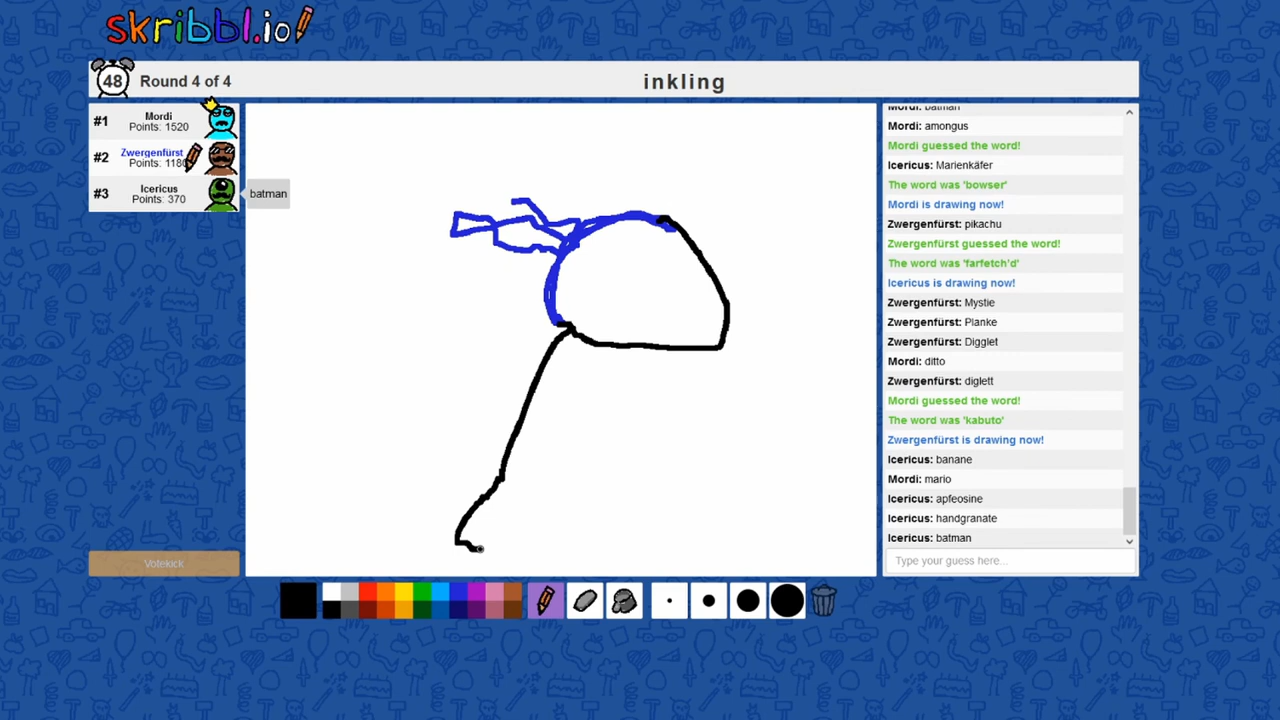 skribbl.io
48 Round 4 of 4
inkling
#1 Mordi
Points: 1520
#2 Zwergenfürst
Points: 1180
#3 Icericus
Points: 370
batman
Votekick
Mordi: batman
Mordi: amongus
Mordi guessed the word!
Icericus: Marienkäfer
The word was 'bowser'
Mordi is drawing now!
Zwergenfürst: pikachu
Zwergenfürst guessed the word!
The word was 'farfetch'd'
Icericus is drawing now!
Zwergenfürst: Mystie
Zwergenfürst: Planke
Zwergenfürst: Digglet
Mordi: ditto
Zwergenfürst: diglett
Mordi guessed the word!
The word was 'kabuto'
Zwergenfürst is drawing now!
Icericus: banane
Mordi: mario
Icericus: apfeosine
Icericus: handgranate
Icericus: batman
Type your guess here...